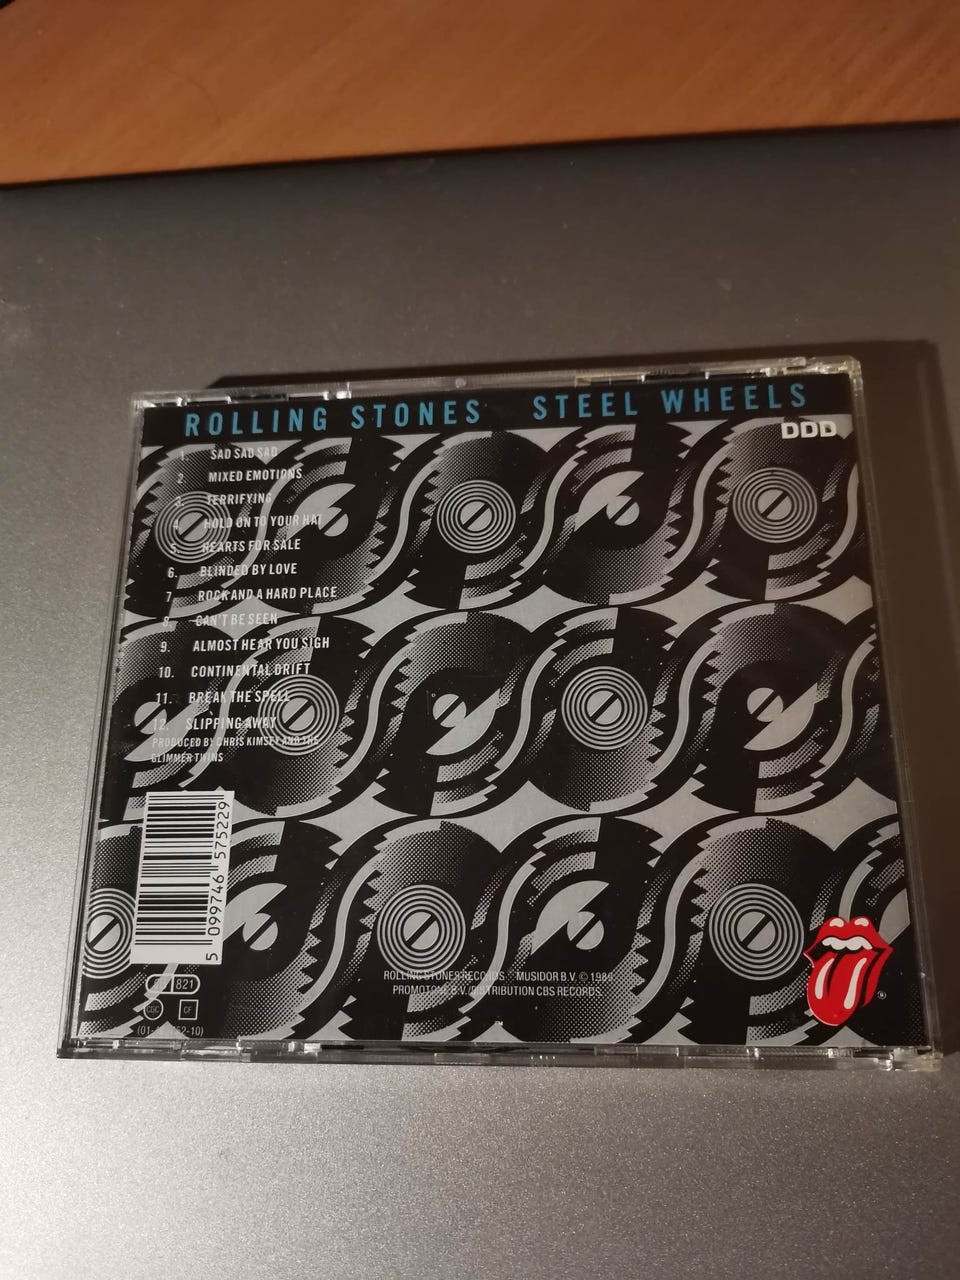 ROLLING STONES STEEL WHEELS
DDD
1. SAD SAD SAD
2. MIXED EMOTIONS
3. TERRIFYING
4. HOLD ON TO YOUR HAT
5. HEARTS FOR SALE
6. BLINDED BY LOVE
7. ROCK AND A HARD PLACE
8. CAN'T BE SEEN
9. ALMOST HEAR YOU SIGH
10. CONTINENTAL DRIFT
11. BREAK THE SPELL
12. SLIPPING AWAY
PRODUCED BY CHRIS KIMSEY AND THE
GLIMMER TWINS
5 099746 575229
821
CF
ROLLING STONES RECORDS MUSIDOR B.V. © 1989
PROMOTONE B.V./DISTRIBUTION CBS RECORDS.
®
™